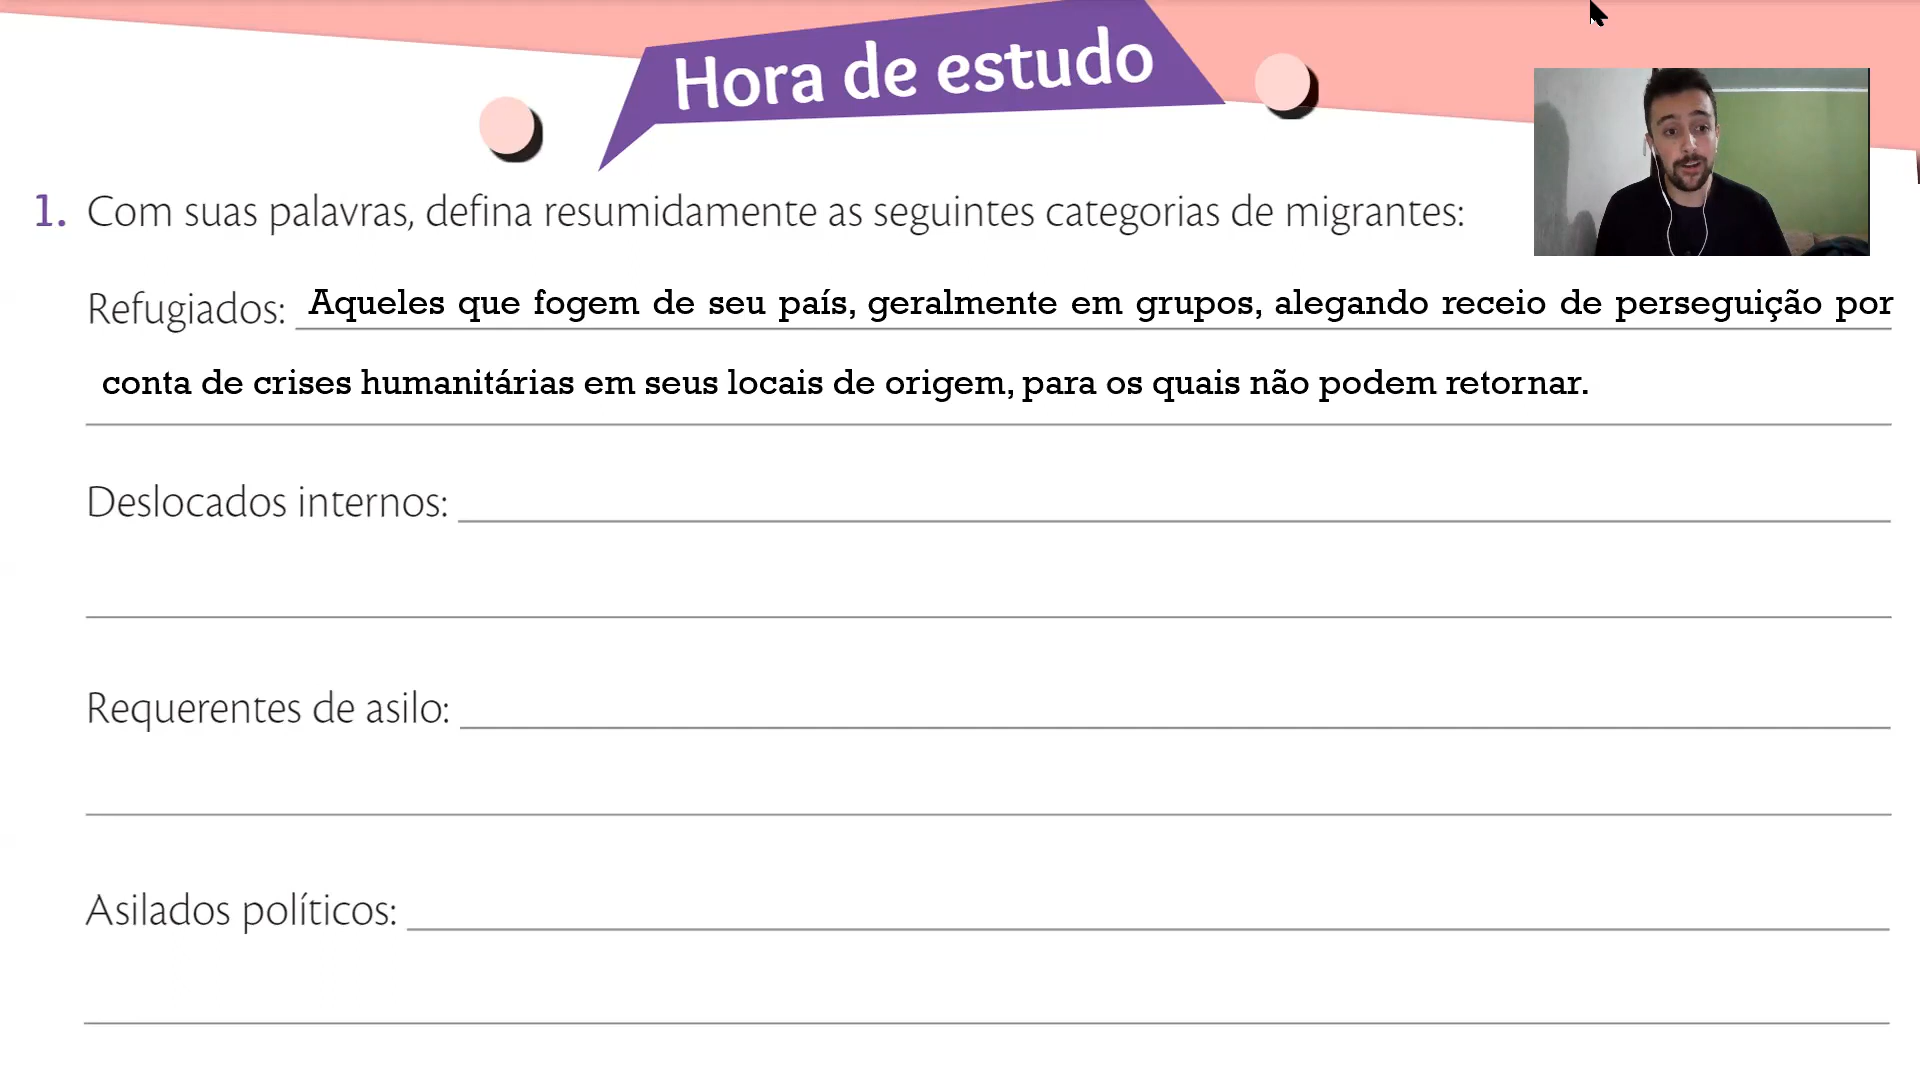 Hora de estudo
1. Com suas palavras, defina resumidamente as seguintes categorias de migrantes:
Refugiados: Aqueles que fogem de seu país, geralmente em grupos, alegando receio de perseguição por
conta de crises humanitárias em seus locais de origem, para os quais não podem retornar.
Deslocados internos:
Requerentes de asilo:
Asilados políticos: